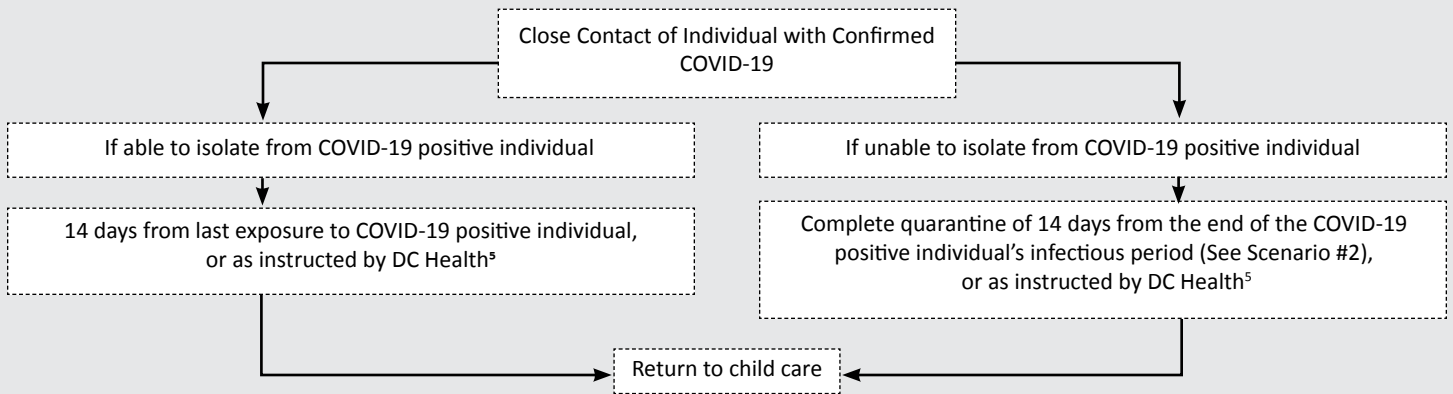 Close Contact of Individual with Confirmed
COVID-19
If able to isolate from COVID-19 positive individual
If unable to isolate from COVID-19 positive individual
14 days from last exposure to COVID-19 positive individual,
or as instructed by DC Health⁵
Complete quarantine of 14 days from the end of the COVID-19
positive individual’s infectious period (See Scenario #2),
or as instructed by DC Health⁵
Return to child care